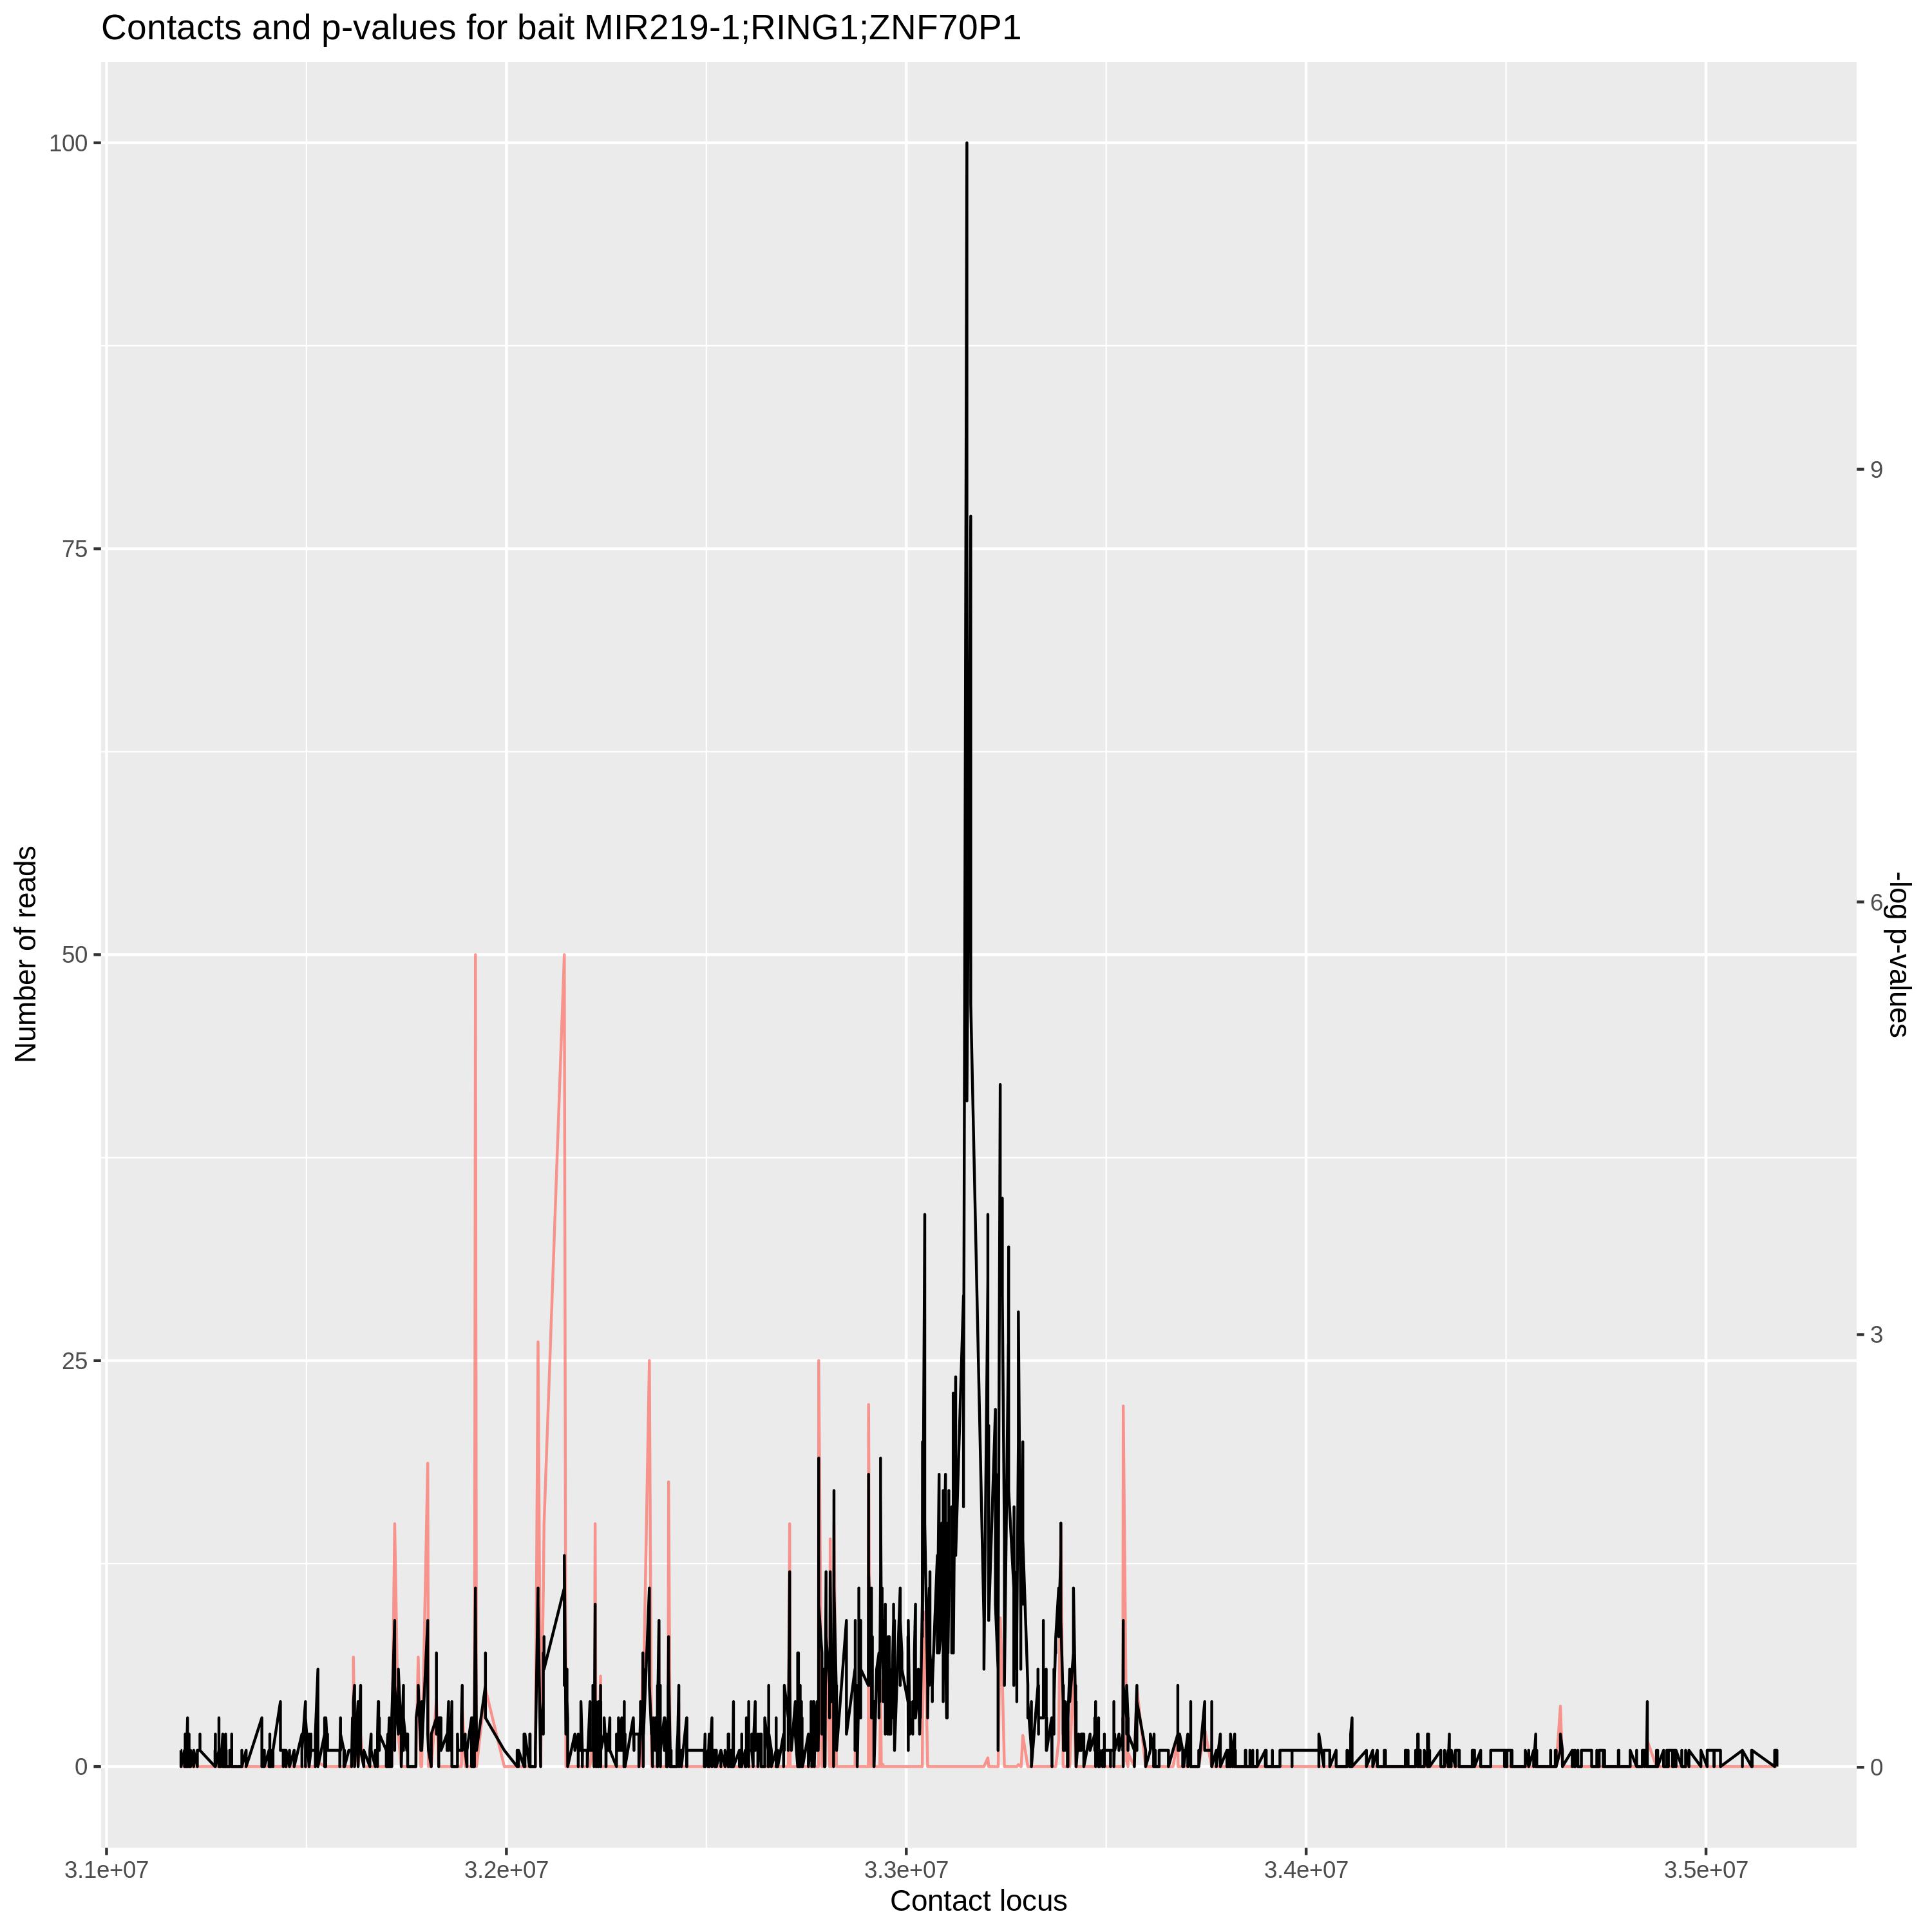 Contacts and p-values for bait MIR219-1;RING1;ZNF70P1
100
75
50
25
0
Number of reads
9
6
3
0
-log p-values
3.1e+07
3.2e+07
3.3e+07
3.4e+07
3.5e+07
Contact locus